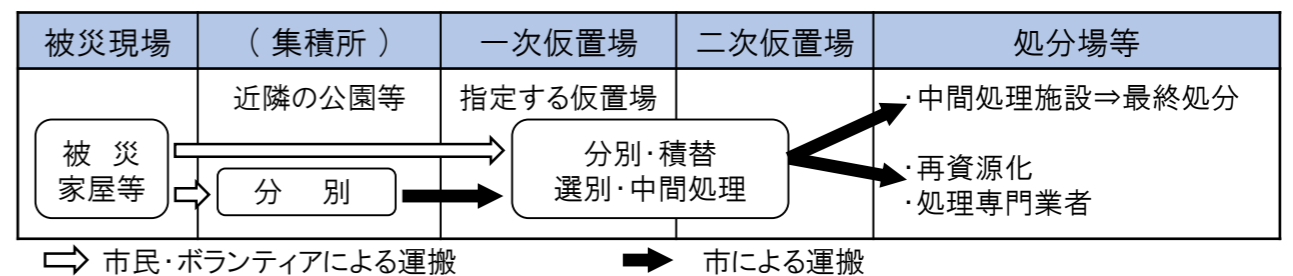 被災現場
（ 集積所 ）
一次仮置場
二次仮置場
処分場等
近隣の公園等
指定する仮置場
・中間処理施設⇒最終処分
被 災
家屋等
分 別
分別・積替
選別・中間処理
・再資源化
・処理専門業者
市民・ボランティアによる運搬
市による運搬